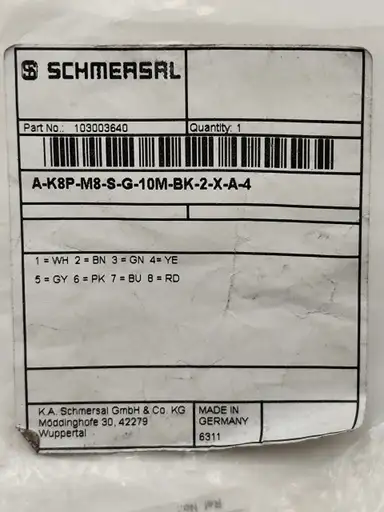 SCHMERSAL
Part No.: 103003640 Quantity: 1
A-K8P-M8-S-G-10M-BK-2-X-A-4
1 = WH 2 = BN 3 = GN 4= YE
5 = GY 6 = PK 7 = BU 8 = RD
K.A. Schmersal GmbH & Co. KG
Möddinghofe 30, 42279
Wuppertal
MADE IN
GERMANY
6311